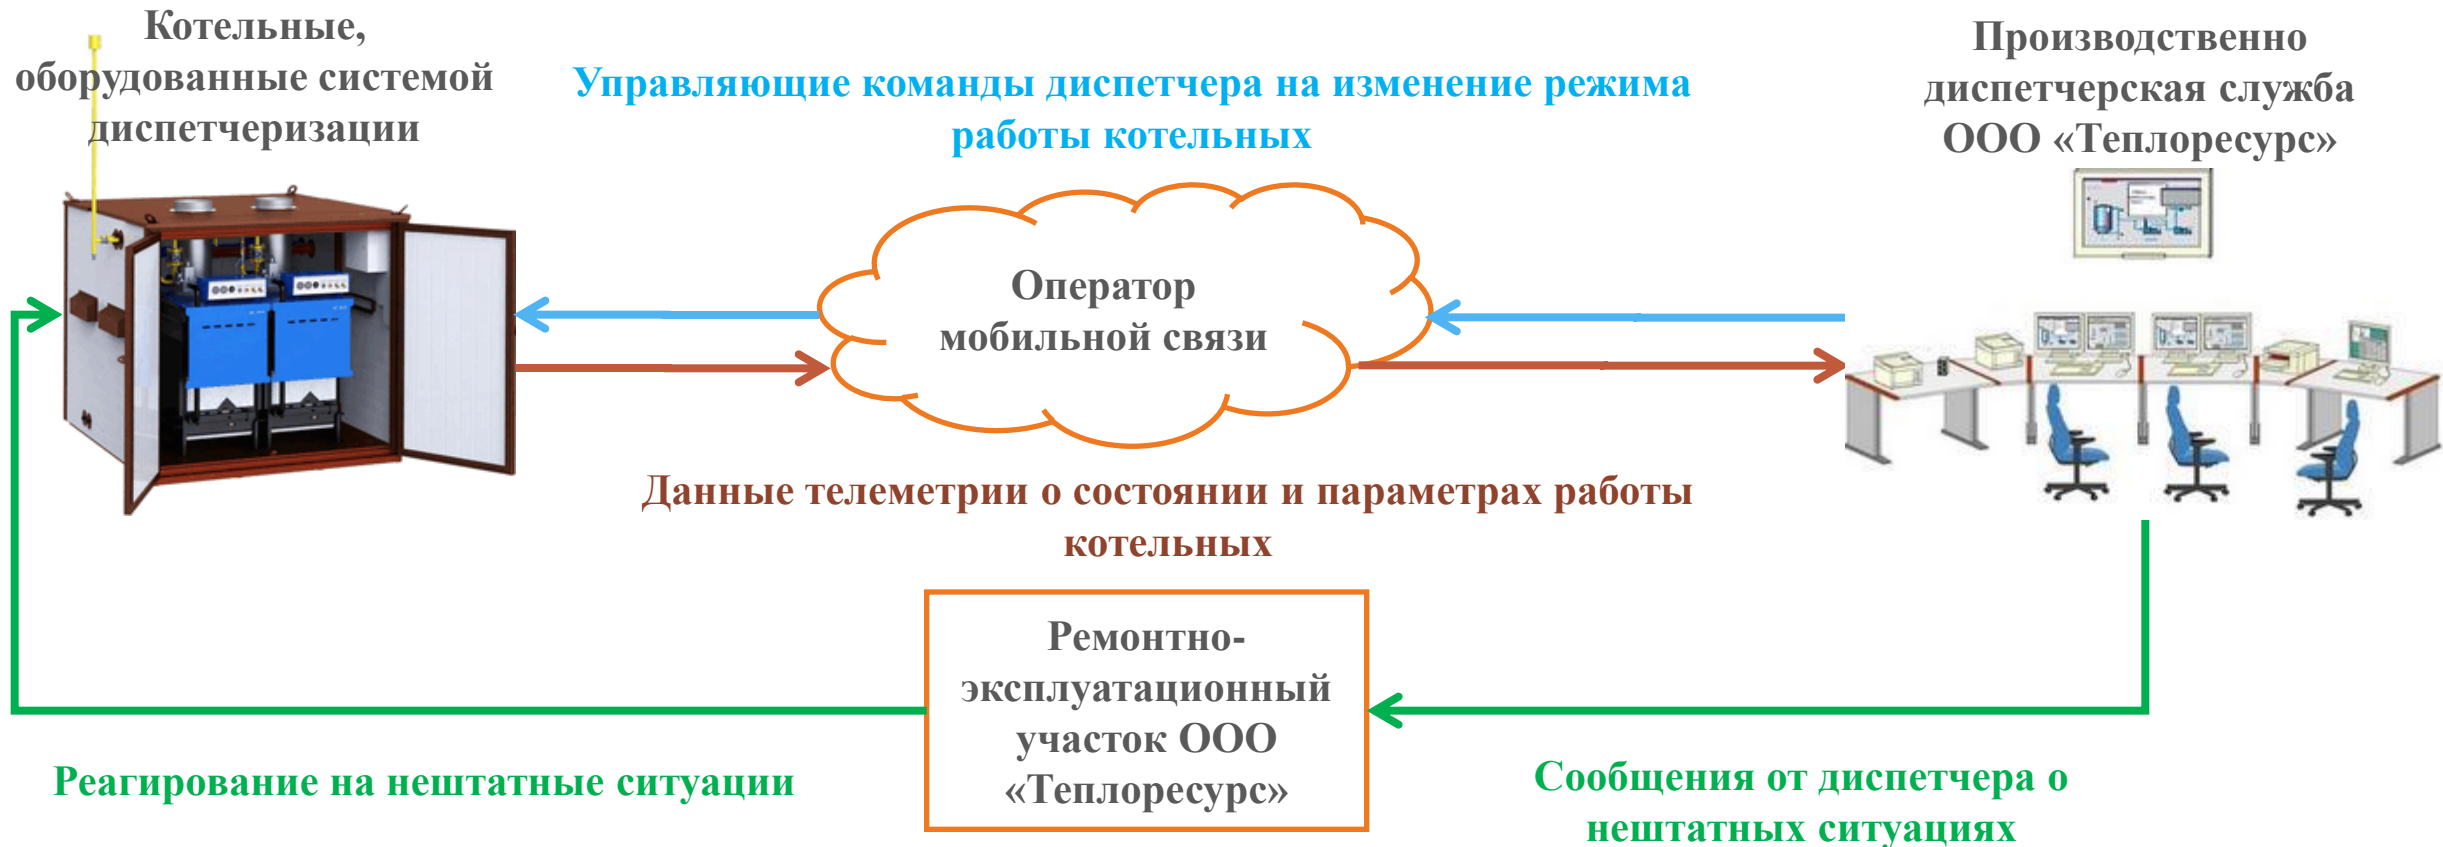 Котельные,
оборудованные системой
диспетчеризации
Управляющие команды диспетчера на изменение режима
работы котельных
Производственно
диспетчерская служба
ООО «Теплоресурс»
Оператор
мобильной связи
Данные телеметрии о состоянии и параметрах работы
котельных
Ремонтно-
эксплуатационный
участок ООО
«Теплоресурс»
Реагирование на нештатные ситуации
Сообщения от диспетчера о
нештатных ситуациях